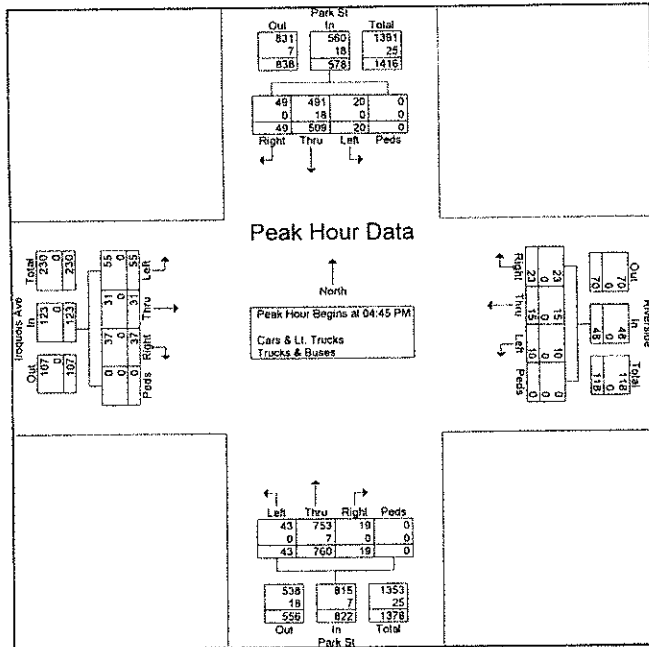 Park St
Out In Total
831 560 1391
7 18 25
838 578 1416
49 491 20 0
0 18 0 0
49 509 20 0
Right Thru Left Peds
Peak Hour Data
North
Peak Hour Begins at 04:45 PM
Cars & Lt. Trucks
Trucks & Buses
Iroquois Ave
Total In Out
230 123 107
0 0 0
230 123 107
55 31 37 0
0 0 0 0
55 31 37 0
Left Thru Right Peds
Riverside
Out In Total
70 48 118
0 0 0
70 48 118
23 15 10 0
0 0 0 0
23 15 10 0
Right Thru Left Peds
Left Thru Right Peds
43 753 19 0
0 7 0 0
43 760 19 0
538 815 1353
18 7 25
556 822 1378
Out In Total
Park St